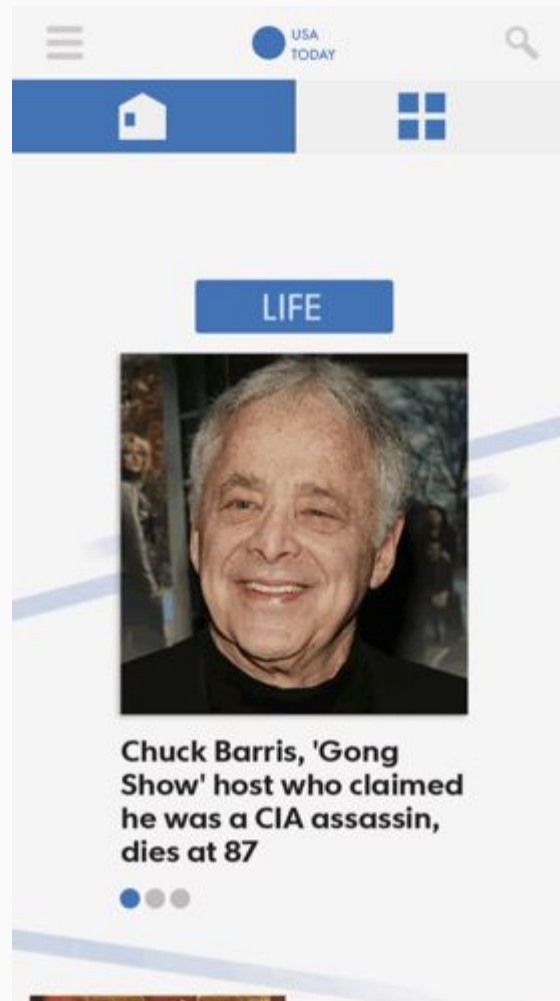 USA
TODAY
LIFE
Chuck Barris, 'Gong
Show' host who claimed
he was a CIA assassin,
dies at 87